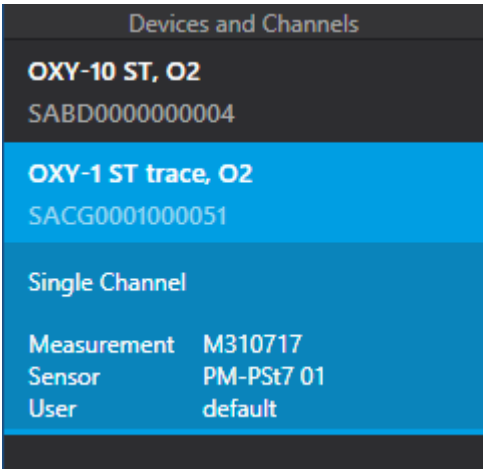 Devices and Channels
OXY-10 ST, O2
SABD0000000004
OXY-1 ST trace, O2
SACG0001000051
Single Channel
Measurement M310717
Sensor PM-PSt7 01
User default